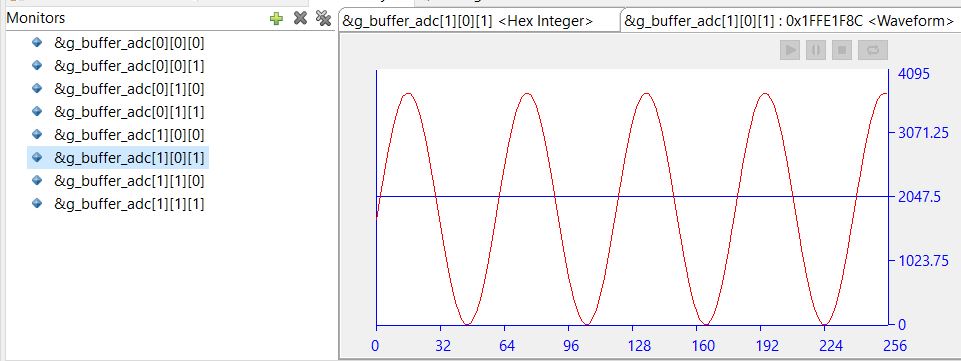 Monitors
&g_buffer_adc[0][0][0]
&g_buffer_adc[0][0][1]
&g_buffer_adc[0][1][0]
&g_buffer_adc[0][1][1]
&g_buffer_adc[1][0][0]
&g_buffer_adc[1][0][1]
&g_buffer_adc[1][1][0]
&g_buffer_adc[1][1][1]
&g_buffer_adc[1][0][1] <Hex Integer>
&g_buffer_adc[1][0][1] : 0x1FFE1F8C <Waveform>
4095
3071.25
2047.5
1023.75
0
0 32 64 96 128 160 192 224 256